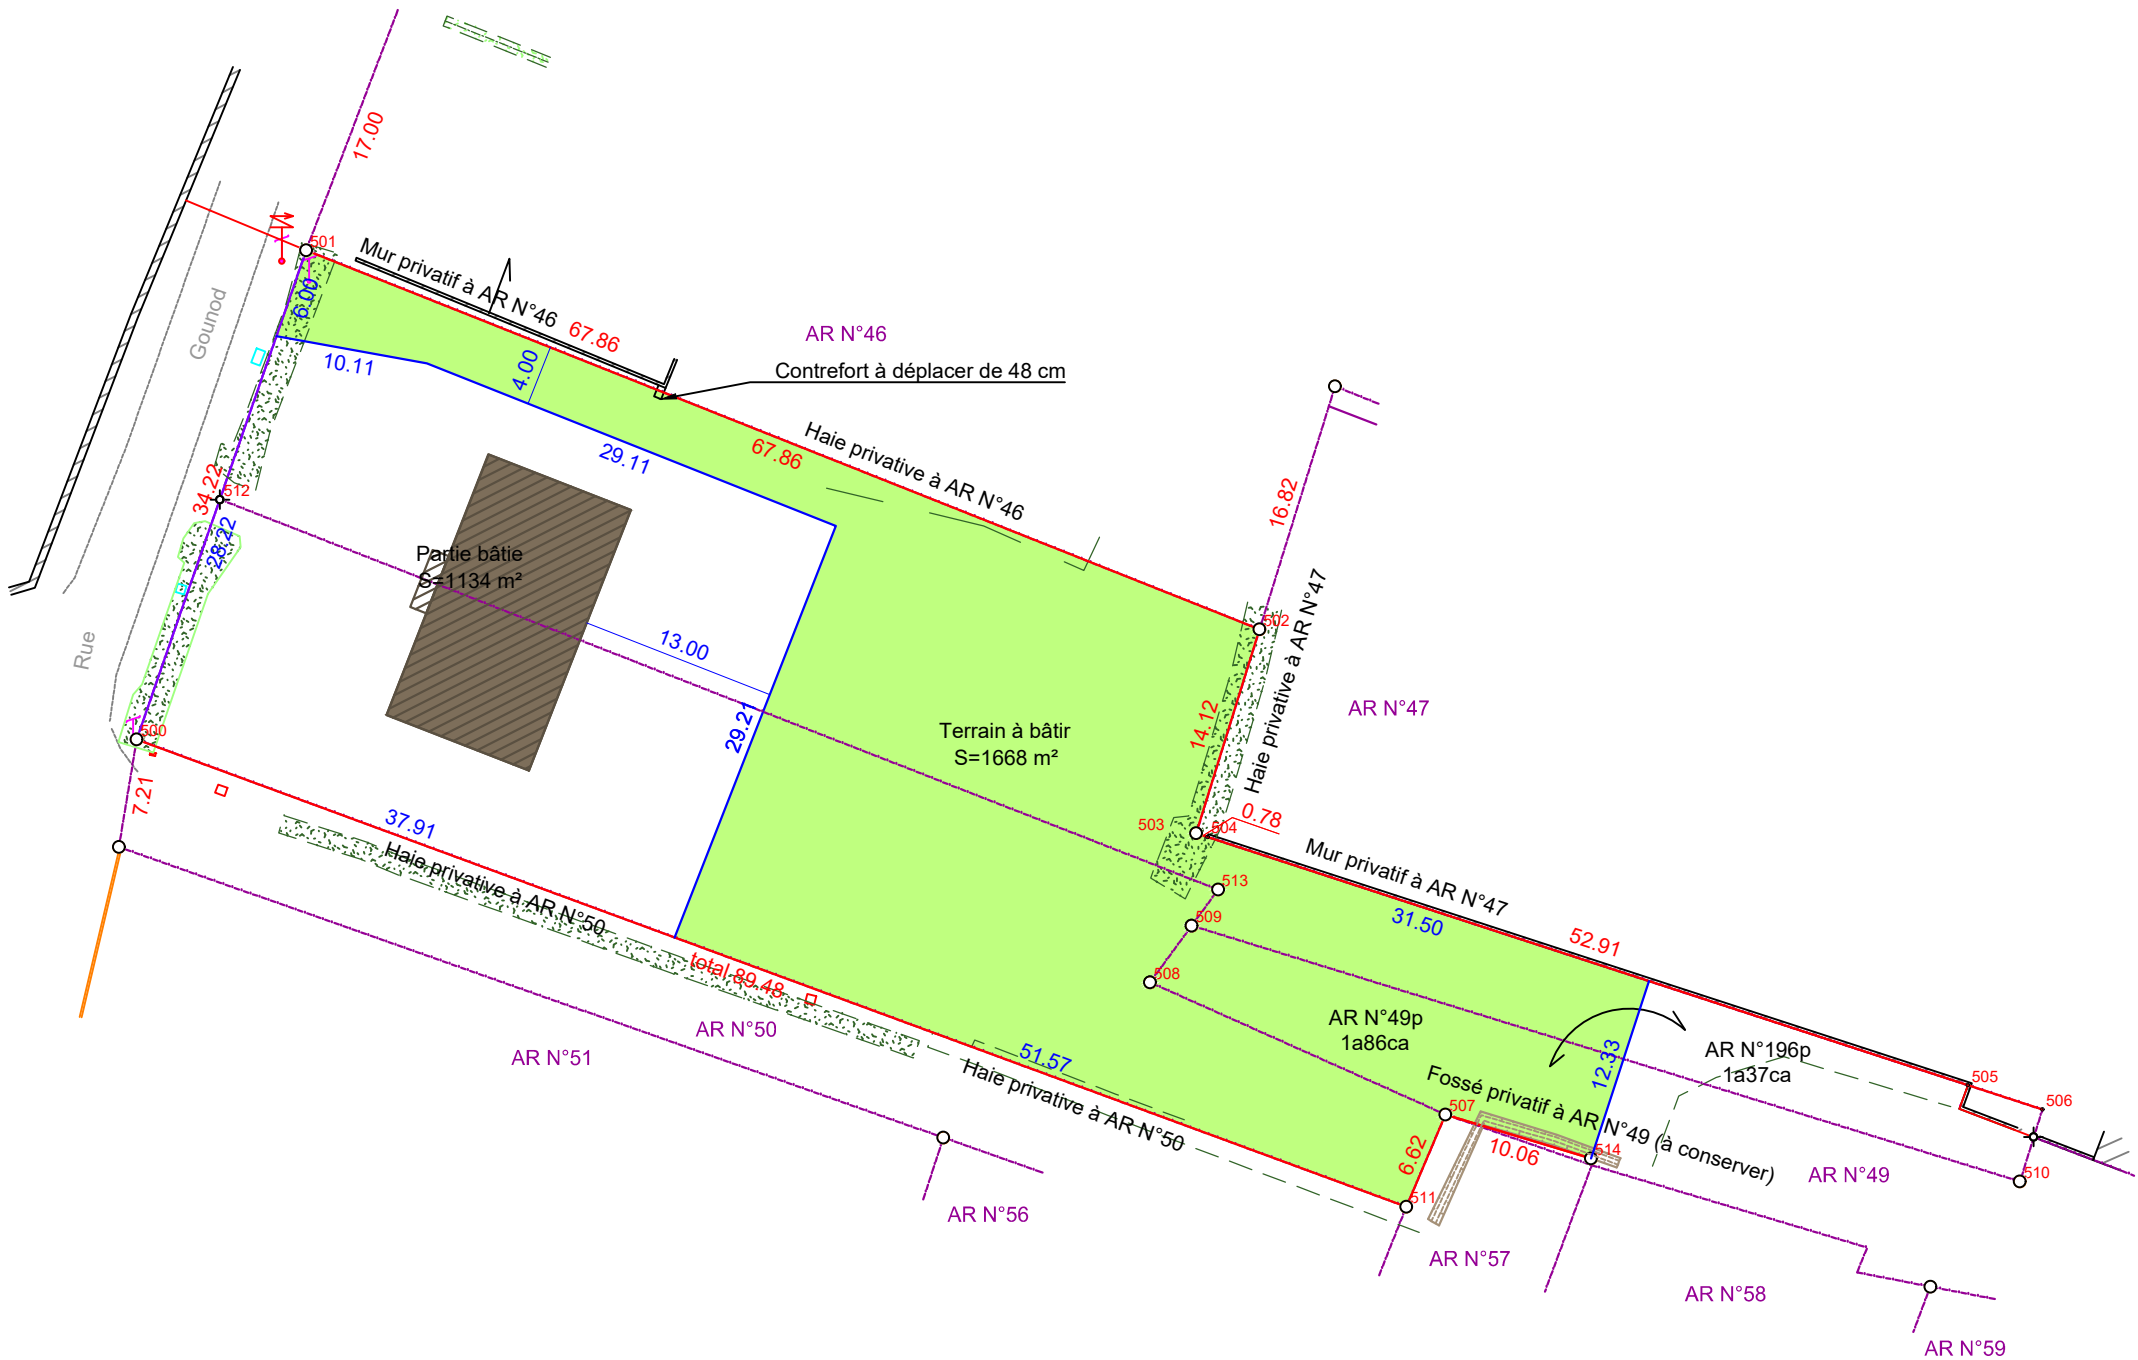 17.00
501
Mur privatif à AR N°46
67.86
AR N°46
Contrefort à déplacer de 48 cm
Gounod
6.00
10.11
4.00
29.11
67.86
Haie privative à AR N°46
16.82
34.22
512
28.22
Partie bâtie
S=1134 m²
13.00
29.21
502
Haie privative à AR N°47
14.12
AR N°47
Rue
500
7.21
Terrain à bâtir
S=1668 m²
37.91
Haie privative à AR N°50
503
504
0.78
Mur privatif à AR N°47
31.50
52.91
513
509
508
total 89.48
AR N°50
AR N°51
51.57
Haie privative à AR N°50
AR N°49p
1a86ca
12.33
AR N°196p
1a37ca
505
506
Fossé privatif à AR N°49 (à conserver)
507
6.62
10.06
514
AR N°49
510
511
AR N°56
AR N°57
AR N°58
AR N°59